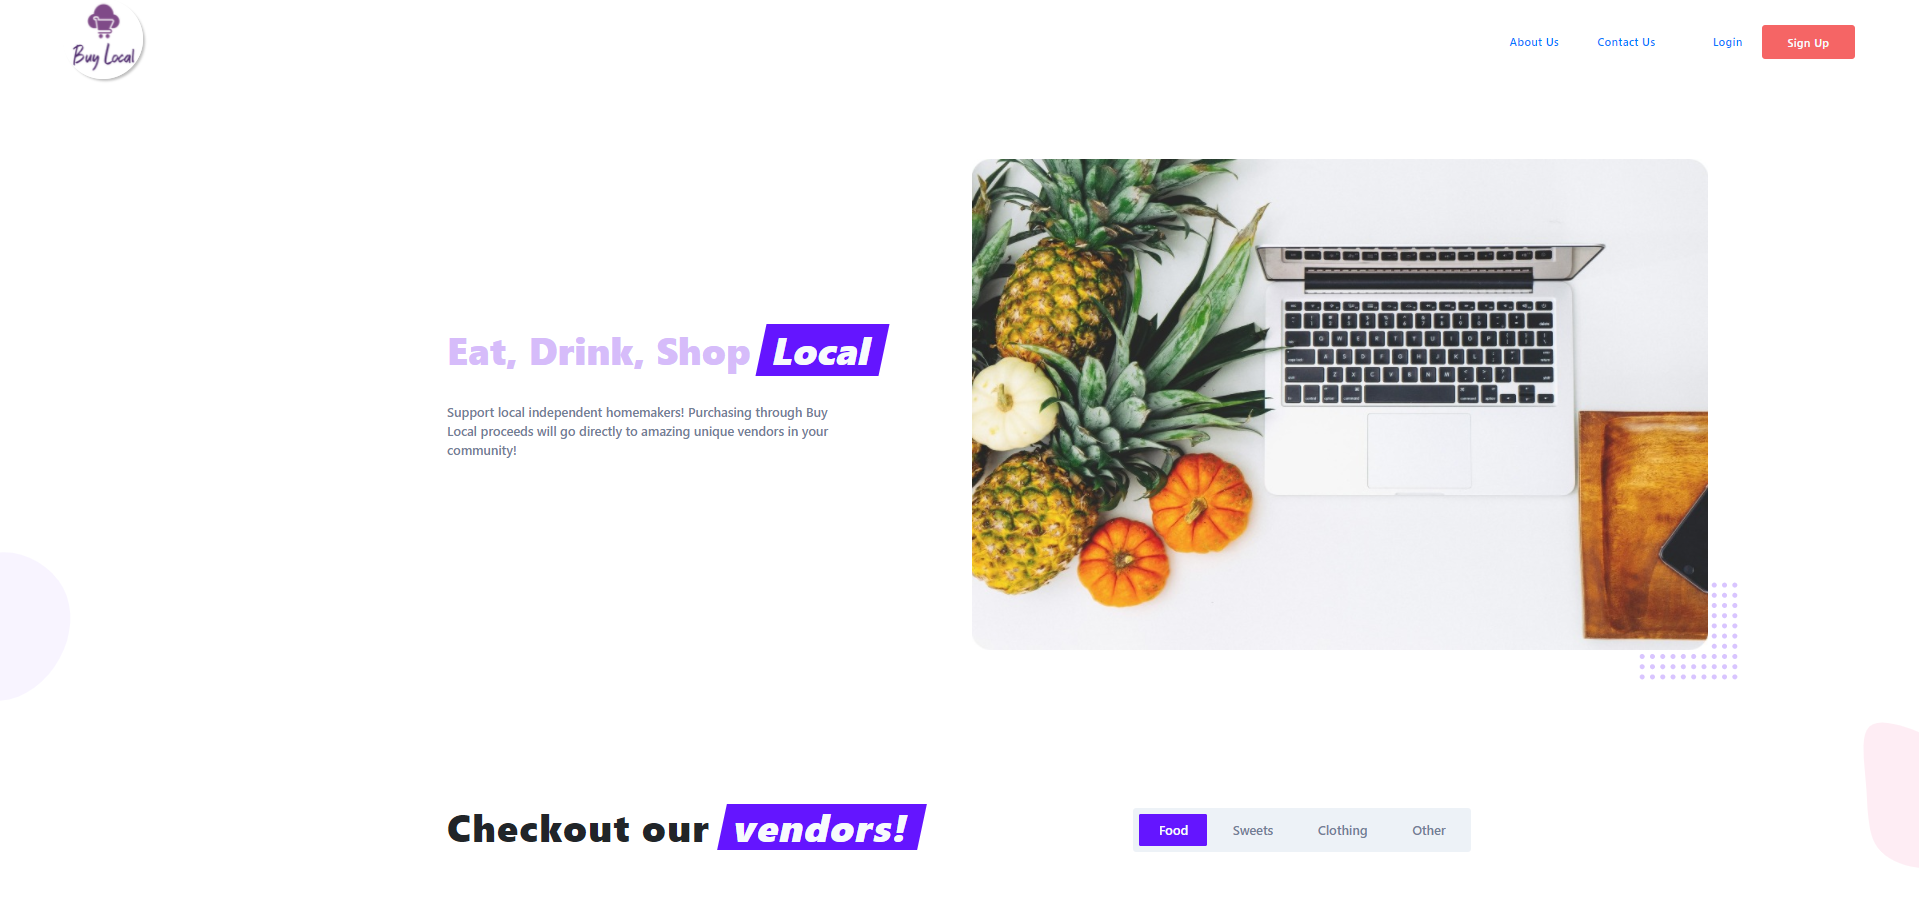 Buy Local
About Us
Contact Us
Login
Sign Up
Eat, Drink, Shop Local
Support local independent homemakers! Purchasing through Buy
Local proceeds will go directly to amazing unique vendors in your
community!
Checkout our vendors!
Food
Sweets
Clothing
Other